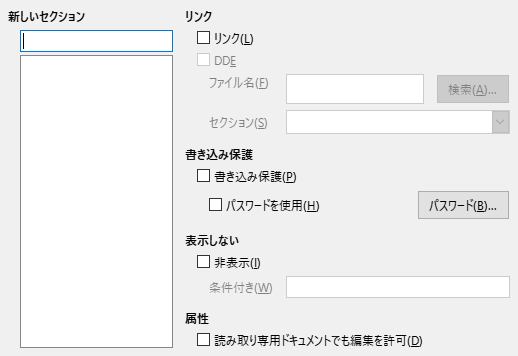 新しいセクション
リンク
リンク(L)
DDE
ファイル名(F)
検索(A)...
セクション(S)
書き込み保護
書き込み保護(P)
パスワードを使用(H)
パスワード(B)...
表示しない
非表示(I)
条件付き(W)
属性
読み取り専用ドキュメントでも編集を許可(D)